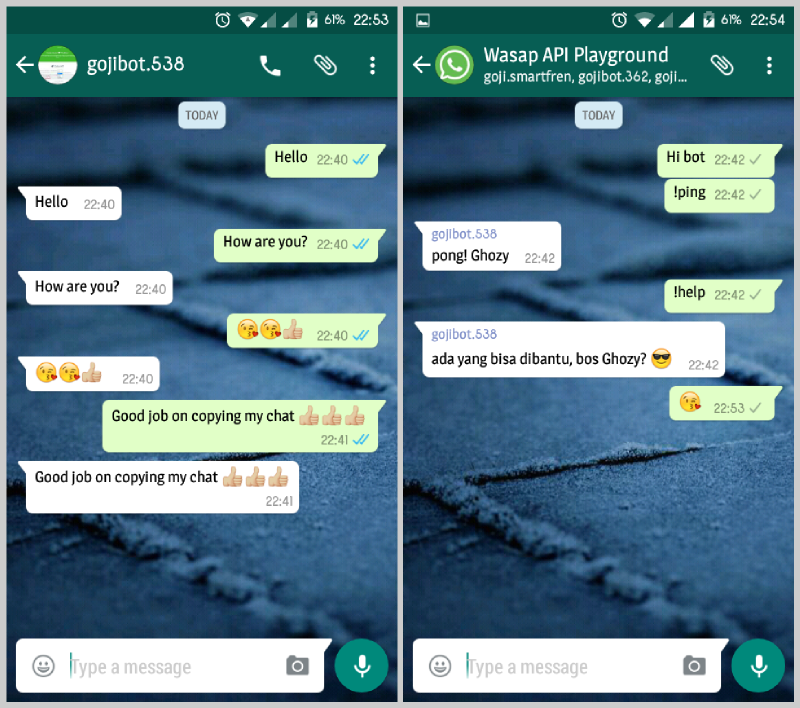 61% 22:53
gojibot.538
TODAY
Hello 22:40
Hello 22:40
How are you? 22:40
How are you? 22:40
😘😘👍🏼 22:40
😘😘👍🏼 22:40
Good job on copying my chat 👍🏼👍🏼👍🏼
22:41
Good job on copying my chat 👍🏼👍🏼👍🏼
22:41
Type a message
61% 22:54
Wasap API Playground
goji.smartfren, gojibot.362, goji...
TODAY
Hi bot 22:42
!ping 22:42
gojibot.538
pong! Ghozy 22:42
!help 22:42
gojibot.538
ada yang bisa dibantu, bos Ghozy? 😎 22:42
😘 22:53
Type a message